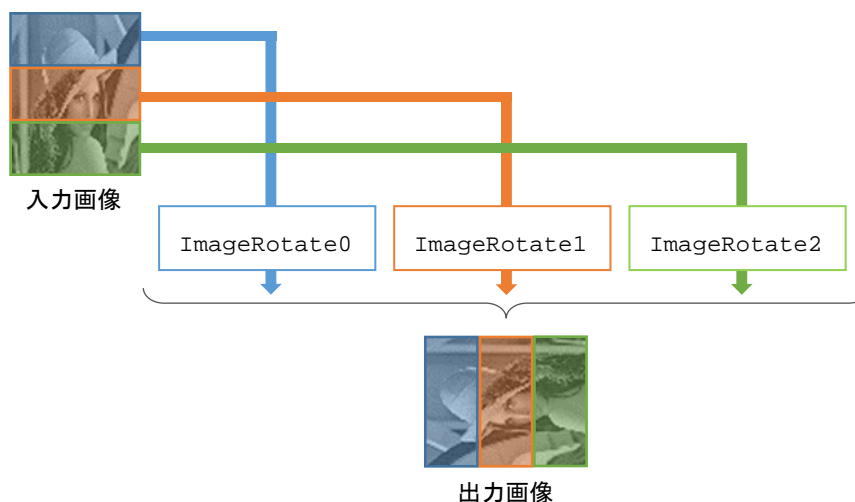 入力画像
ImageRotate0
ImageRotate1
ImageRotate2
出力画像